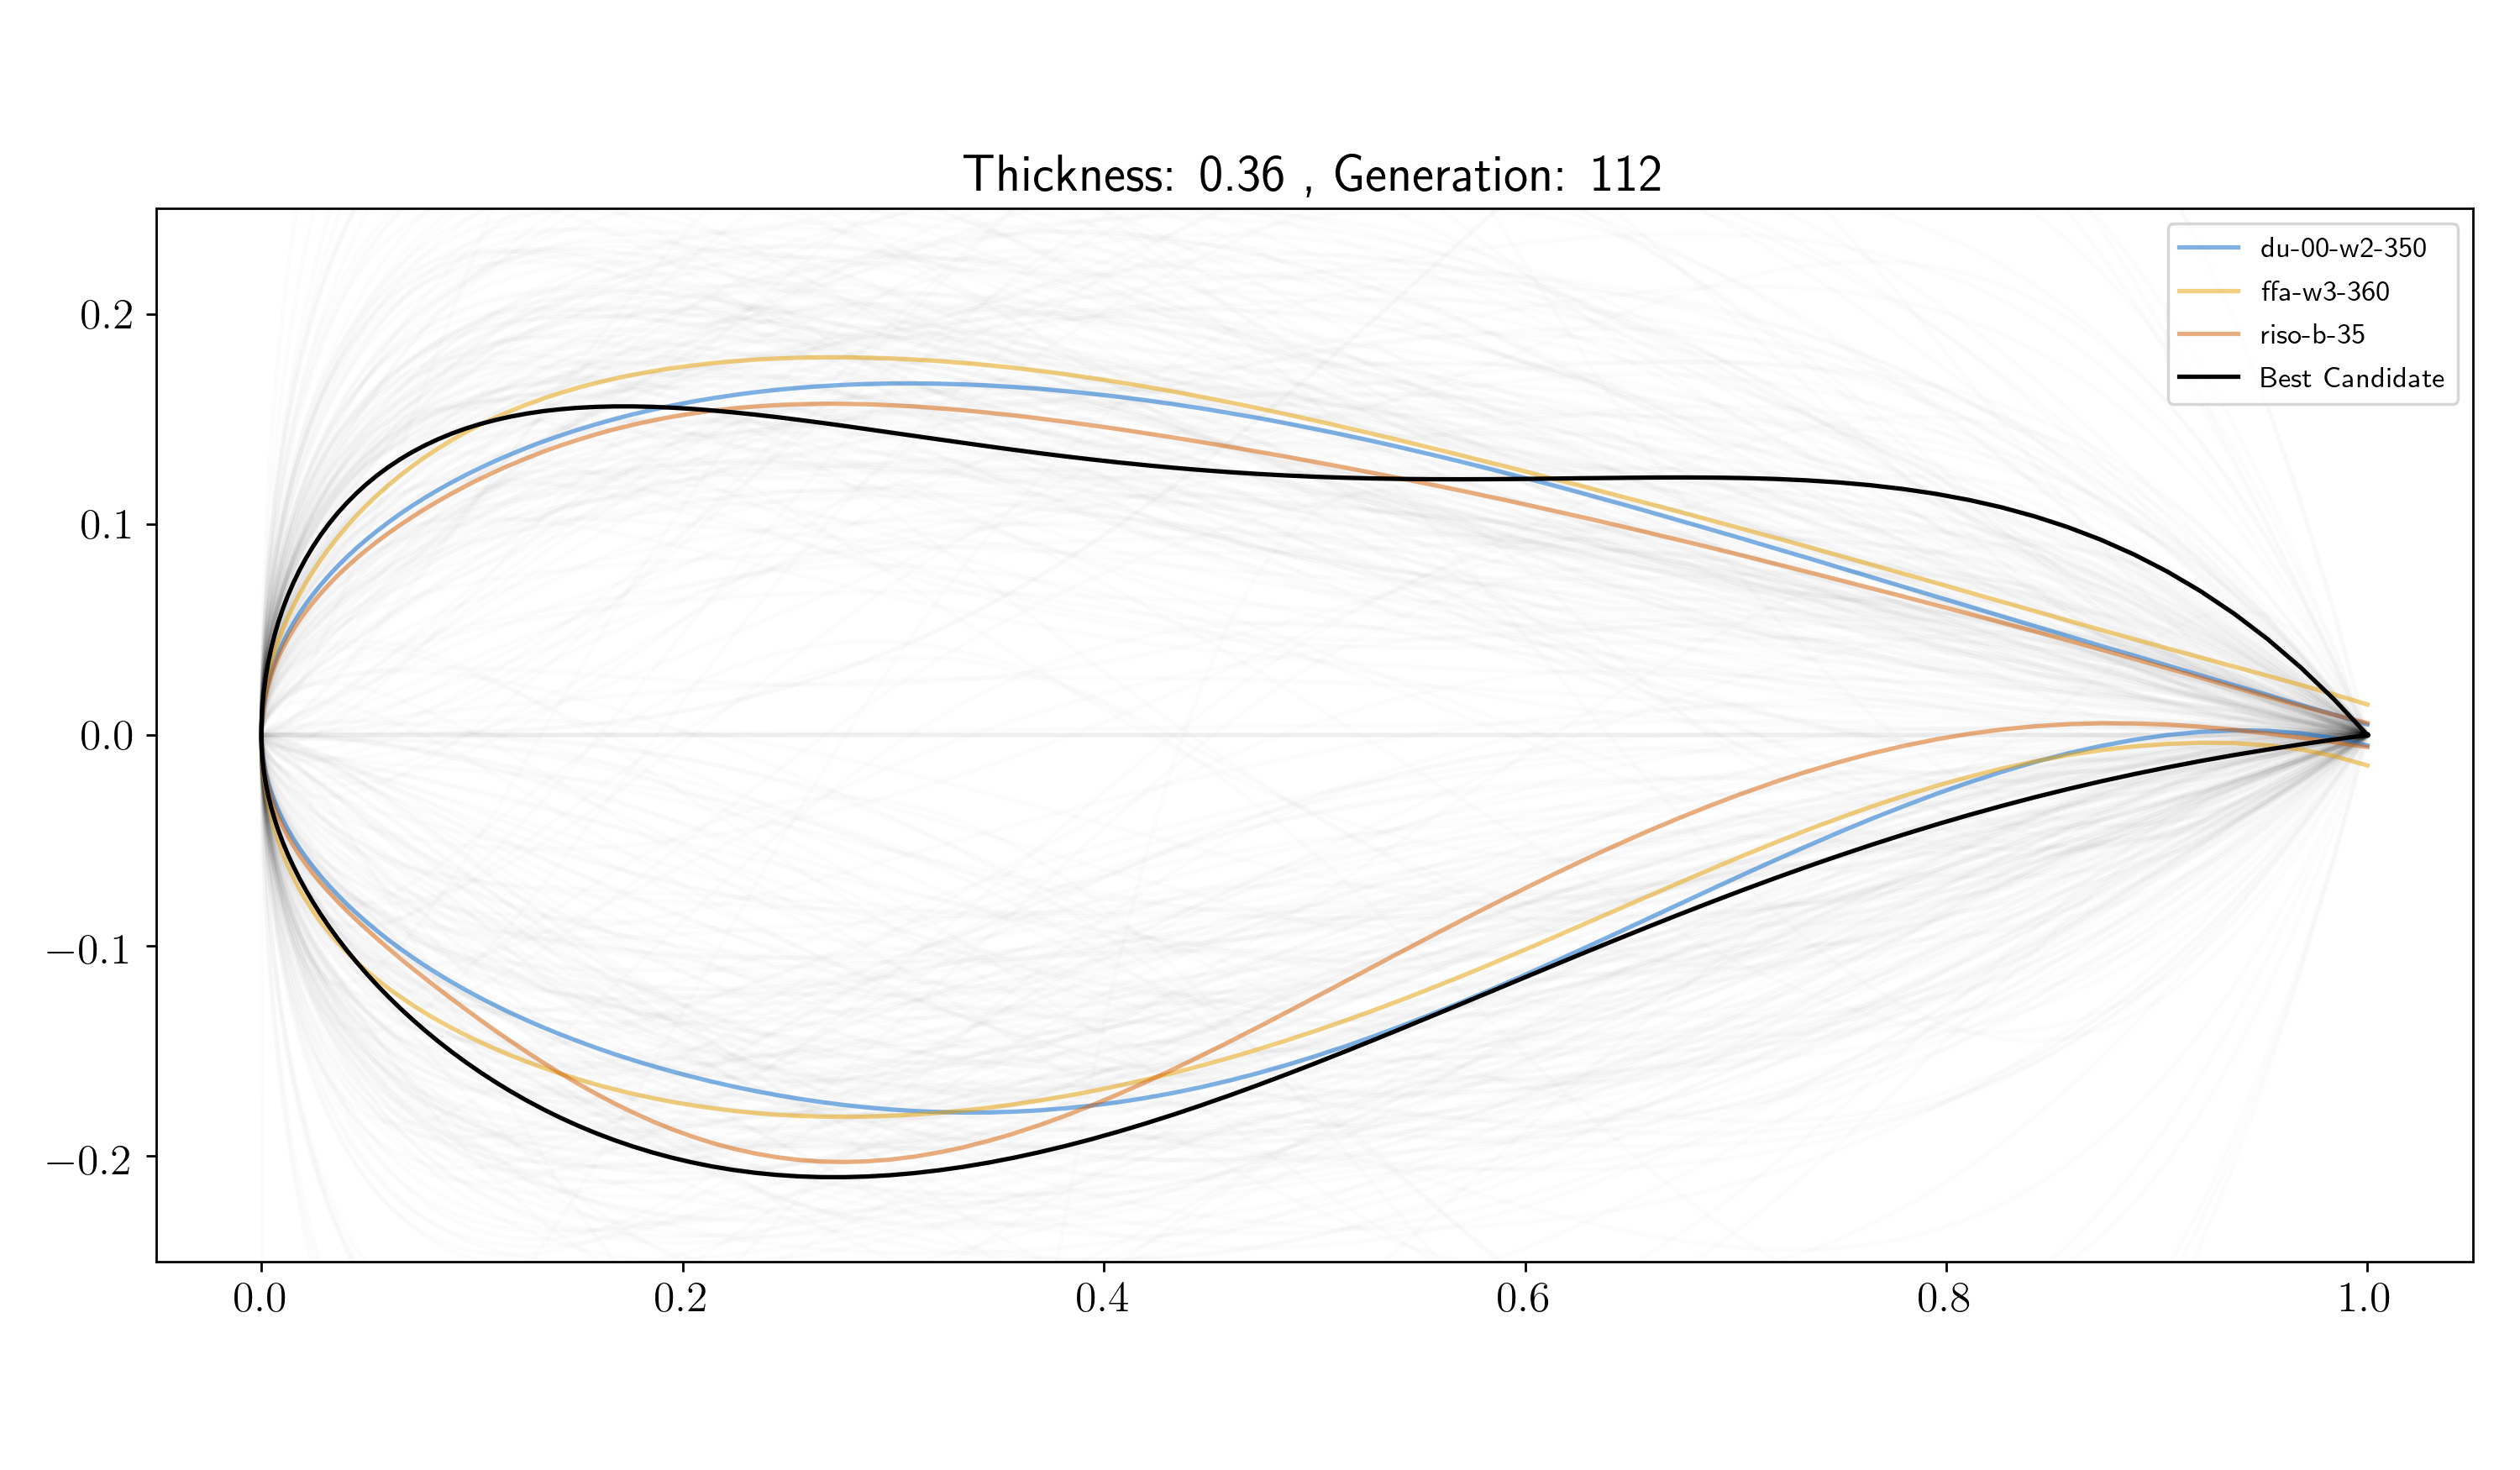 Thickness: 0.36 , Generation: 112
du-00-w2-350
ffa-w3-360
riso-b-35
Best Candidate
0.2
0.1
0.0
−0.1
−0.2
0.0 0.2 0.4 0.6 0.8 1.0